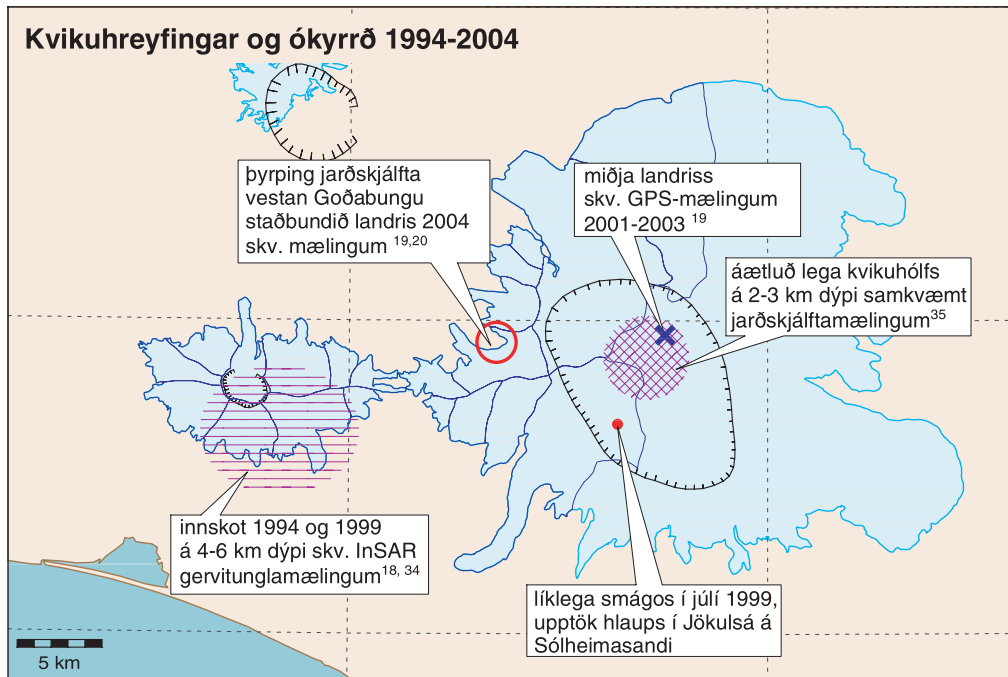 Kvikuhreyfingar og ókyrrð 1994-2004
þyrping jarðskjálfta
vestan Goðabungu
staðbundið landris 2004
skv. mælingum 19,20
miðja landriss
skv. GPS-mælingum
2001-2003 19
áætluð lega kvikuhólfs
á 2-3 km dýpi samkvæmt
jarðskjálftamælingum35
innskot 1994 og 1999
á 4-6 km dýpi skv. InSAR
gervitunglamælingum18, 34
líklega smágos í júlí 1999,
upptök hlaups í Jökulsá á
Sólheimasandi
5 km